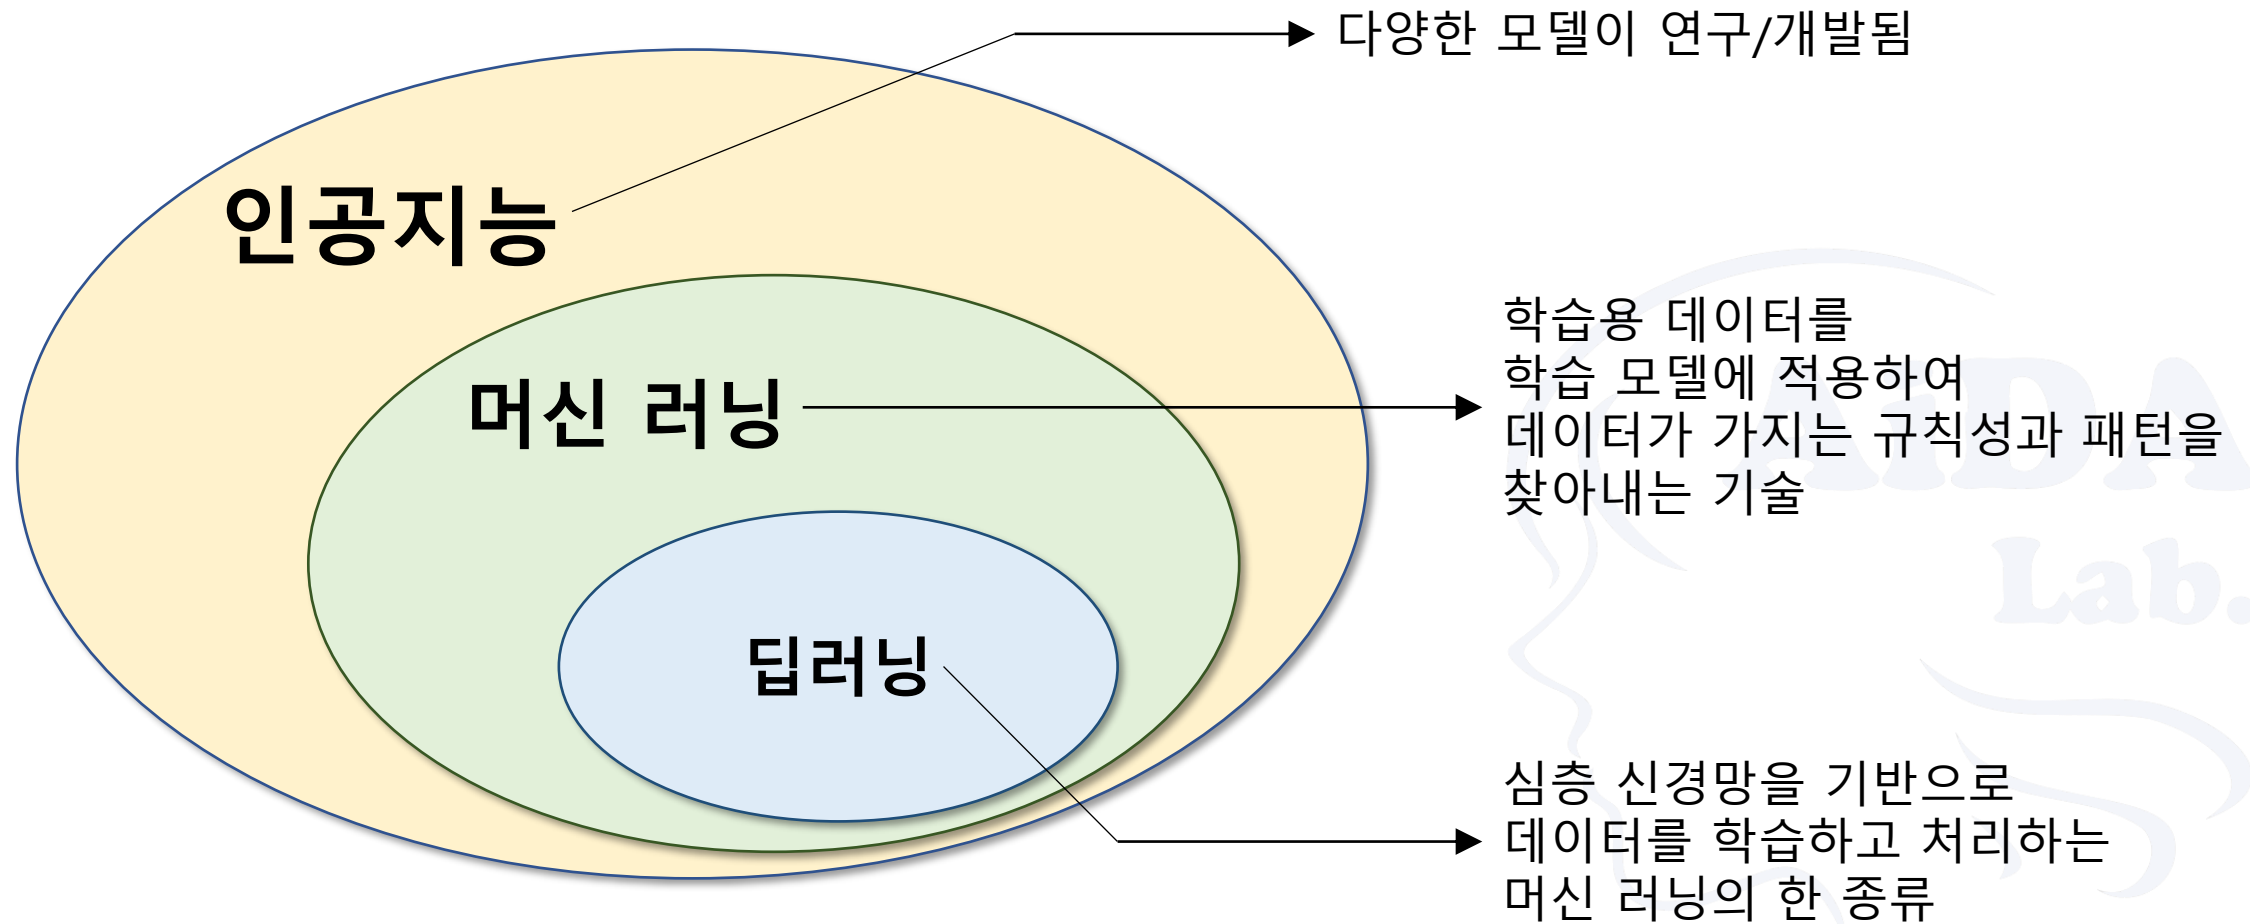 다양한 모델이 연구/개발됨
인공지능
머신 러닝
학습용 데이터를
학습 모델에 적용하여
데이터가 가지는 규칙성과 패턴을
찾아내는 기술
딥러닝
심층 신경망을 기반으로
데이터를 학습하고 처리하는
머신 러닝의 한 종류
AiDA
Lab.